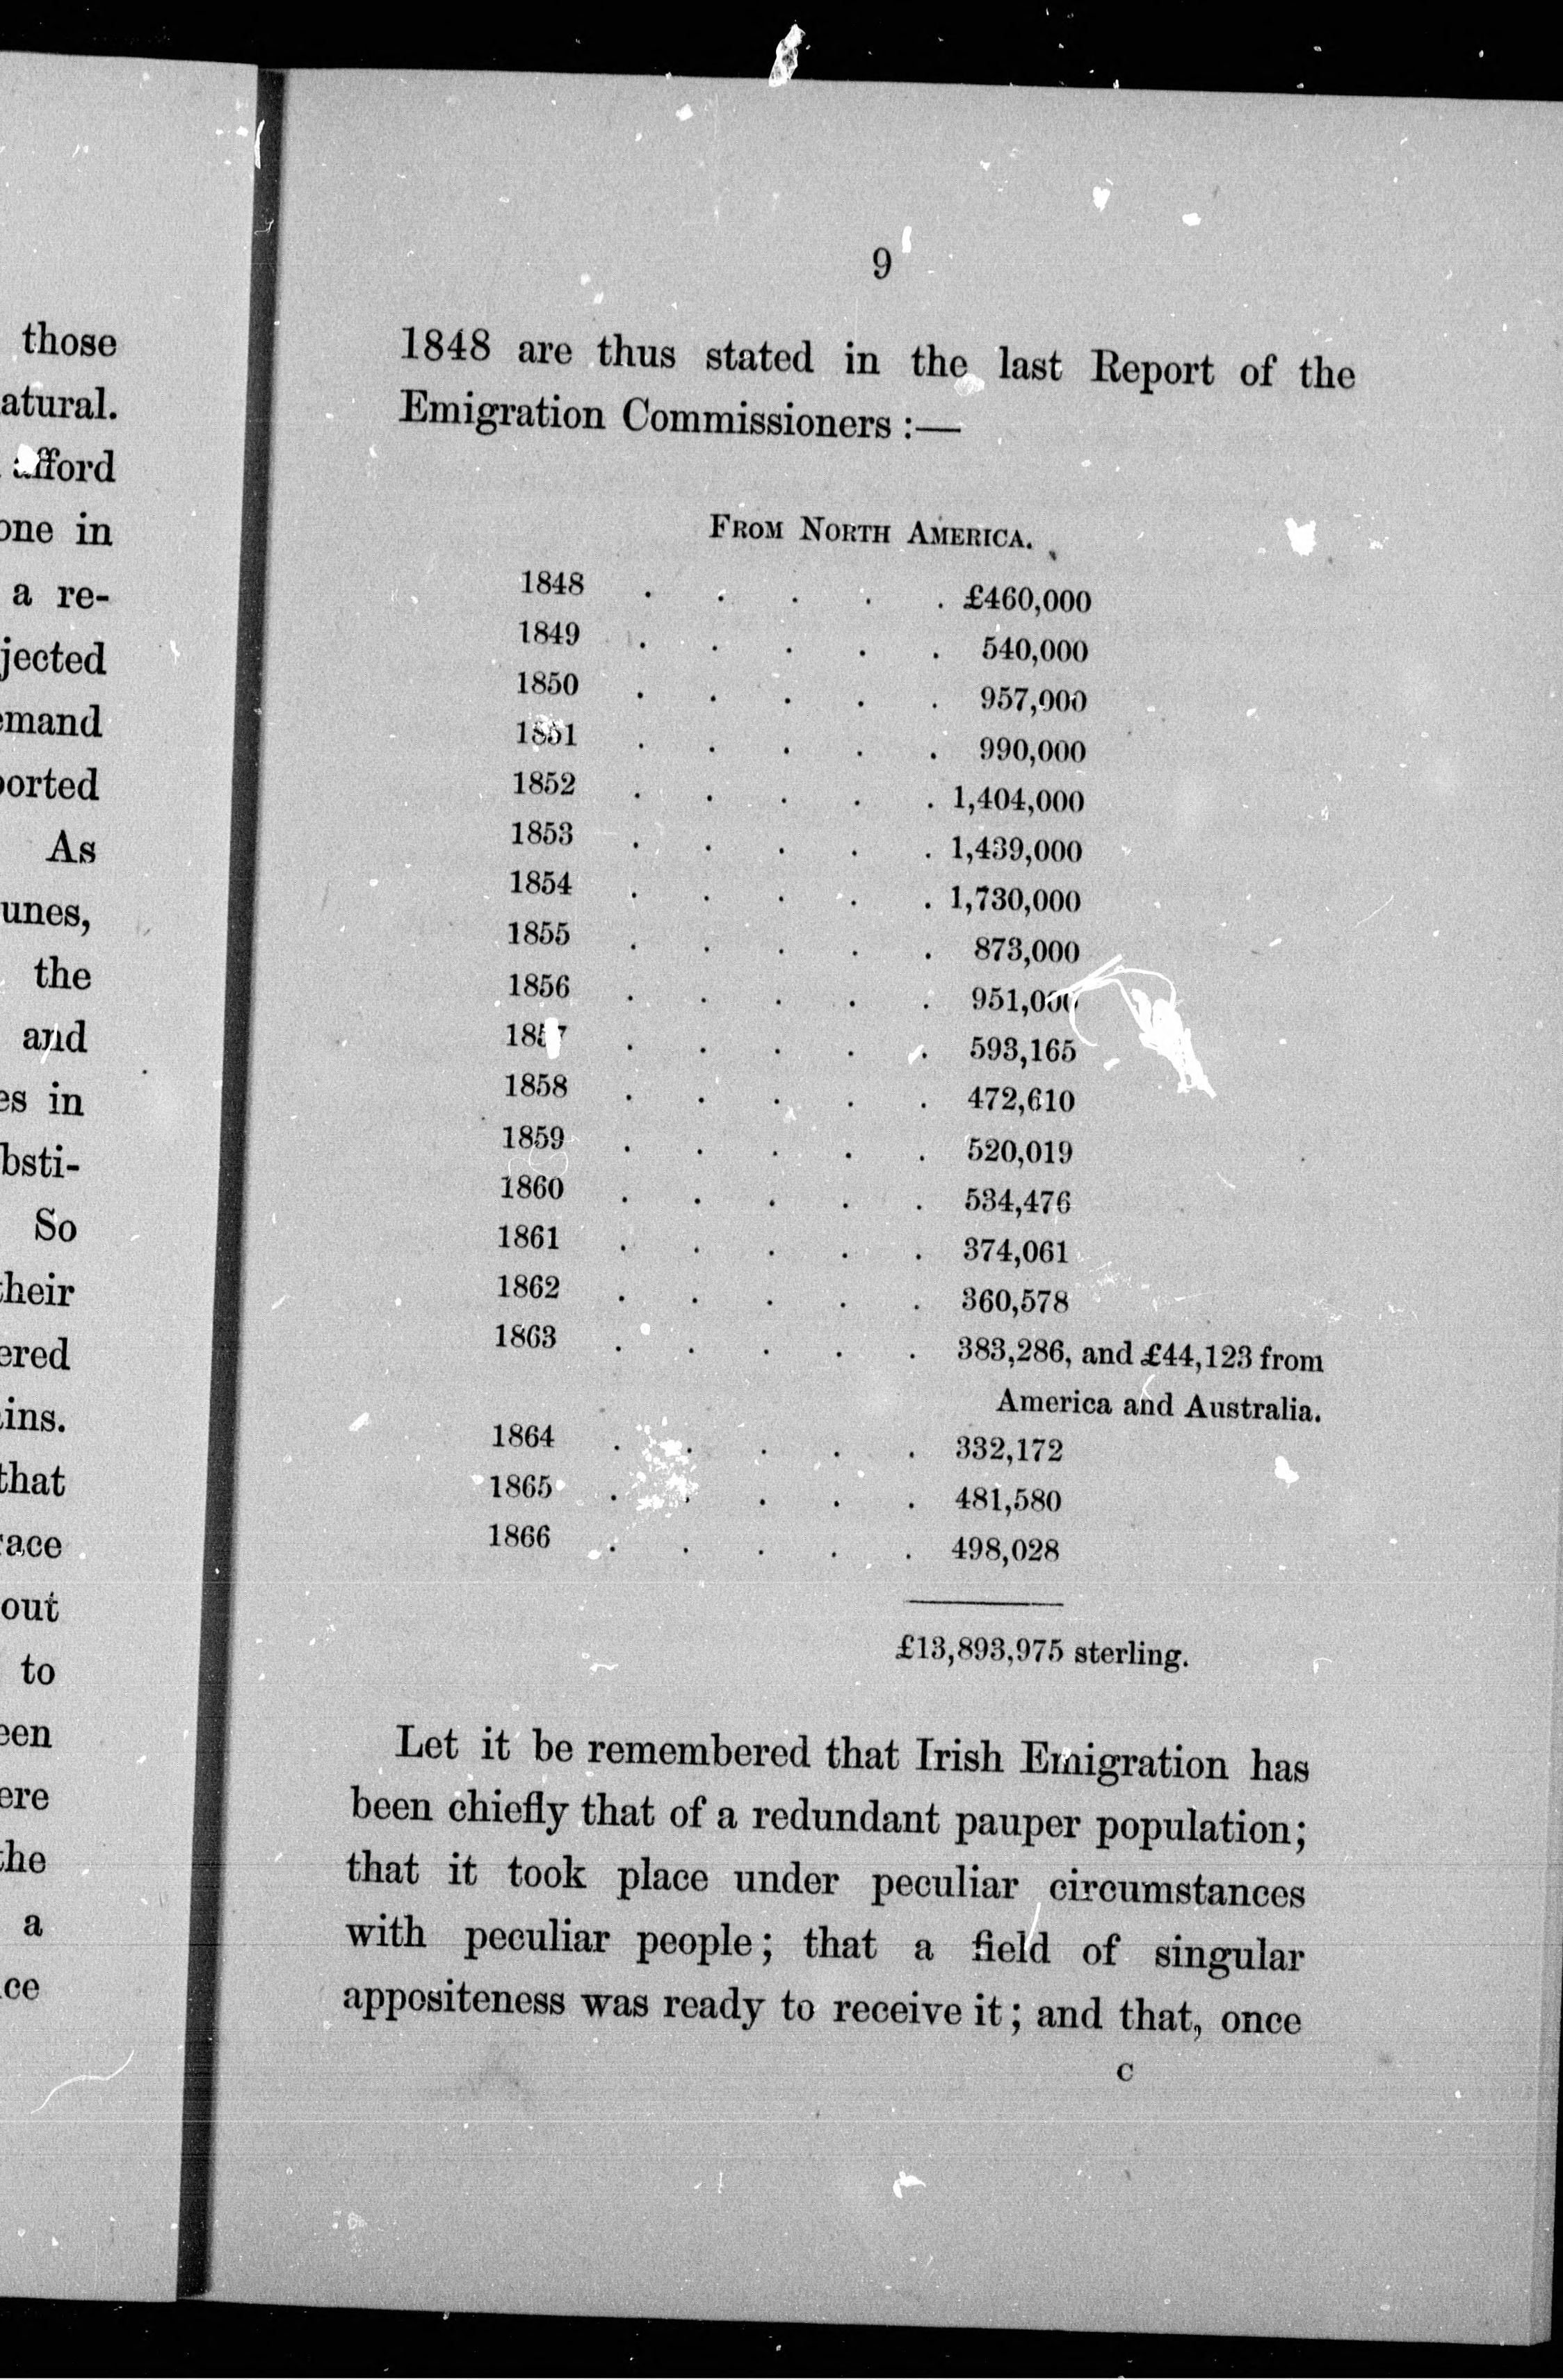 those
atural.
afford
one in
a re-
jected
emand
ported
As
unes,
the
and
es in
bsti-
So
their
ered
ins.
that
race
out
to
een
ere
the
a
ce
9
1848 are thus stated in the last Report of the
Emigration Commissioners :—
From North America.
1848 . . . . . £460,000
1849 . . . . . 540,000
1850 . . . . . 957,000
1851 . . . . . 990,000
1852 . . . . . 1,404,000
1853 . . . . . 1,439,000
1854 . . . . . 1,730,000
1855 . . . . . 873,000
1856 . . . . . 951,000
1857 . . . . . 593,165
1858 . . . . . 472,610
1859 . . . . . 520,019
1860 . . . . . 534,476
1861 . . . . . 374,061
1862 . . . . . 360,578
1863 . . . . . 383,286, and £44,123 from
America and Australia.
1864 . . . . . 332,172
1865 . . . . . 481,580
1866 . . . . . 498,028
£13,893,975 sterling.
Let it be remembered that Irish Emigration has
been chiefly that of a redundant pauper population;
that it took place under peculiar circumstances
with peculiar people; that a field of singular
appositeness was ready to receive it; and that, once
C